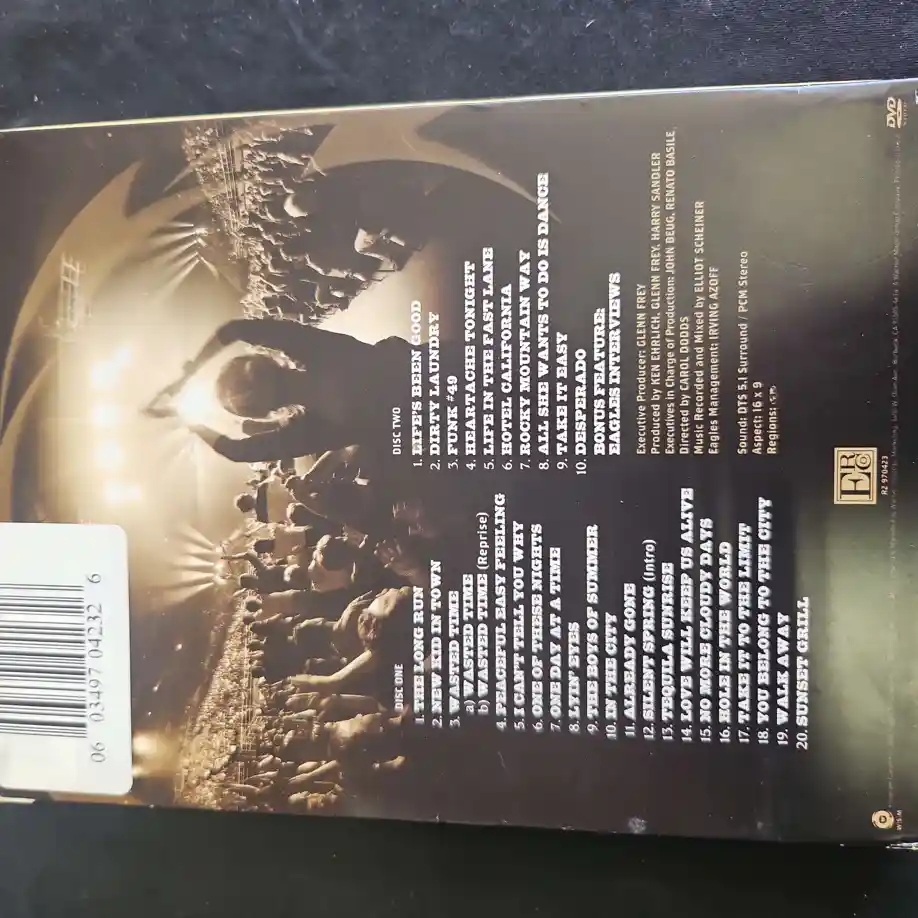 06 03497 04232 6
DISC ONE
1. THE LONG RUN
2. NEW KID IN TOWN
3. WASTED TIME
a) WASTED TIME
b) WASTED TIME (Reprise)
4. PEACEFUL EASY FEELING
5. I CAN'T TELL YOU WHY
6. ONE OF THESE NIGHTS
7. ONE DAY AT A TIME
8. LYIN' EYES
9. THE BOYS OF SUMMER
10. IN THE CITY
11. ALREADY GONE
12. SILENT SPRING (Intro)
13. TEQUILA SUNRISE
14. LOVE WILL KEEP US ALIVE
15. NO MORE CLOUDY DAYS
16. HOLE IN THE WORLD
17. TAKE IT TO THE LIMIT
18. YOU BELONG TO THE CITY
19. WALK AWAY
20. SUNSET GRILL
DISC TWO
1. LIFE'S BEEN GOOD
2. DIRTY LAUNDRY
3. FUNK #49
4. HEARTACHE TONIGHT
5. LIFE IN THE FAST LANE
6. HOTEL CALIFORNIA
7. ROCKY MOUNTAIN WAY
8. ALL SHE WANTS TO DO IS DANCE
9. TAKE IT EASY
10. DESPERADO
BONUS FEATURE:
EAGLES INTERVIEWS
Executive Producer: GLENN FREY
Produced by KEN EHRLICH, GLENN FREY, HARRY SANDLER
Executives in Charge of Production: JOHN BEUG, RENATO BASILE
Directed by CAROL DODDS
Music Recorded and Mixed by ELLIOT SCHEINER
Eagles Management: IRVING AZOFF
Sound: DTS 5.1 Surround / PCM Stereo
Aspect: 16 x 9
Regions:
ERC
R2 970423
DVD